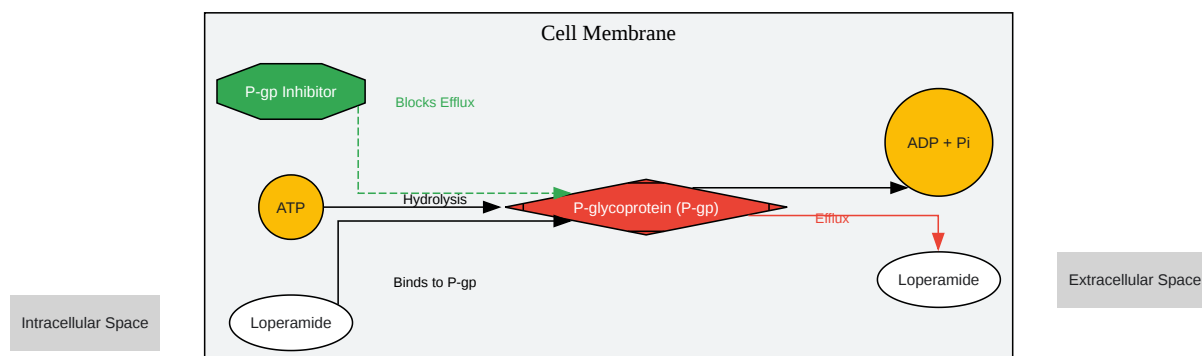 Cell Membrane
P-gp Inhibitor
Blocks Efflux
ADP + Pi
ATP
Hydrolysis
P-glycoprotein (P-gp)
Efflux
Binds to P-gp
Loperamide
Extracellular Space
Intracellular Space
Loperamide